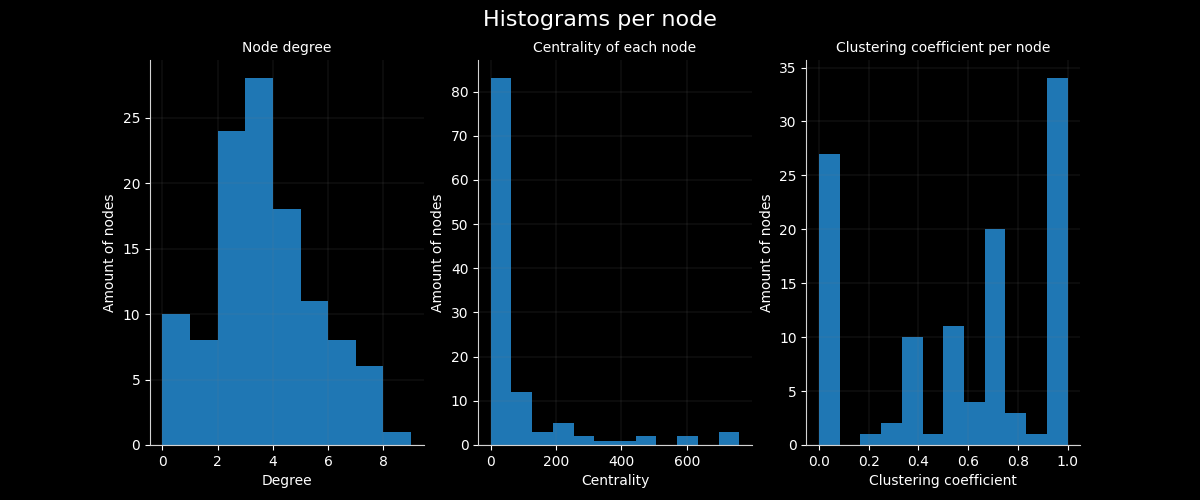 Histograms per node
Node degree
Amount of nodes
25
20
15
10
5
0
0 2 4 6 8
Degree
Centrality of each node
Amount of nodes
80
70
60
50
40
30
20
10
0
0 200 400 600
Centrality
Clustering coefficient per node
Amount of nodes
35
30
25
20
15
10
5
0
0.0 0.2 0.4 0.6 0.8 1.0
Clustering coefficient